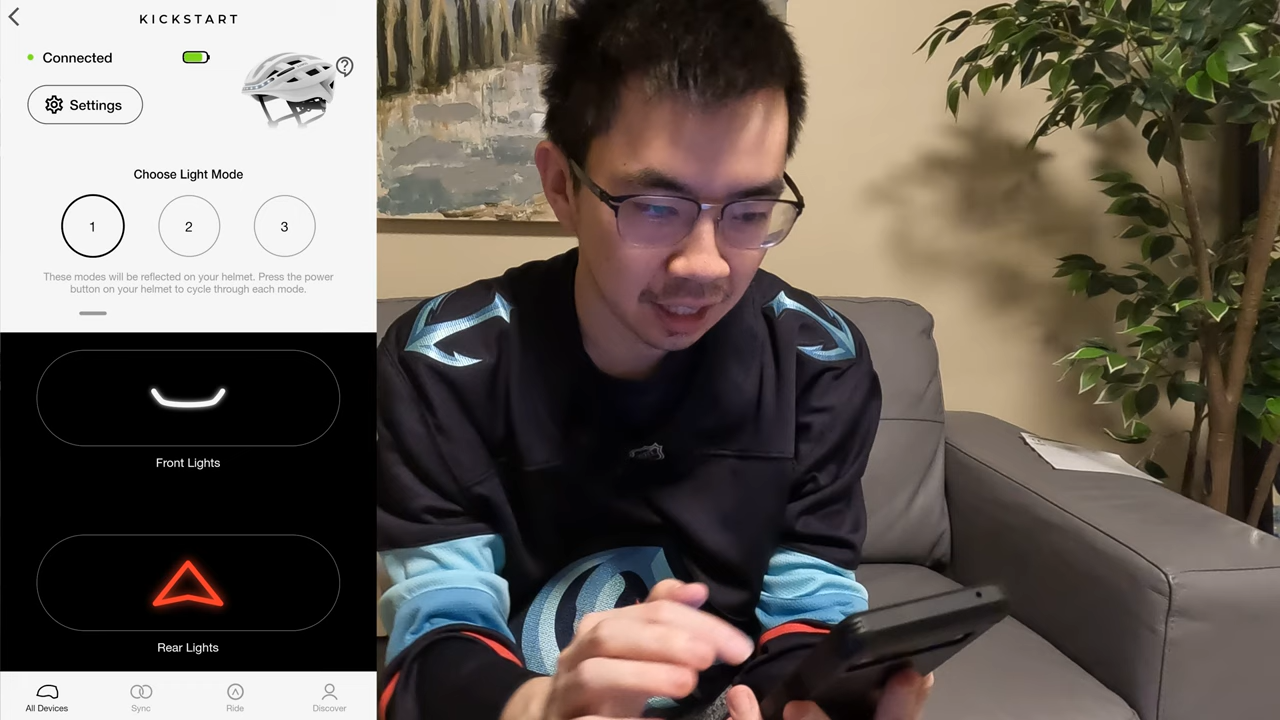 KICKSTART
Connected
Settings
?
Choose Light Mode
1
2
3
These modes will be reflected on your helmet. Press the power
button on your helmet to cycle through each mode.
Front Lights
Rear Lights
All Devices
Sync
Ride
Discover